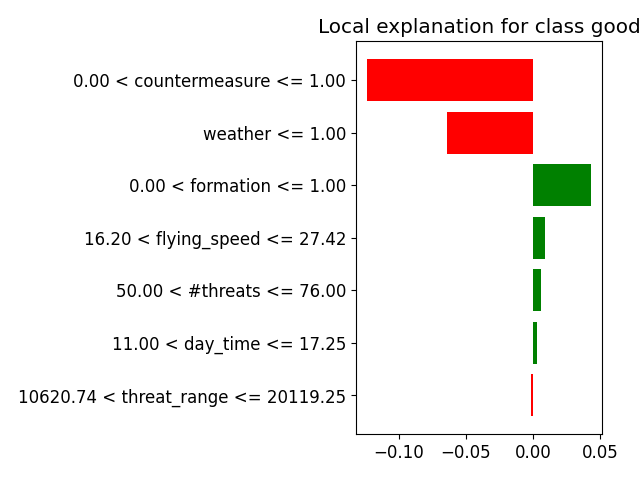 Local explanation for class good
0.00 < countermeasure <= 1.00
weather <= 1.00
0.00 < formation <= 1.00
16.20 < flying_speed <= 27.42
50.00 < #threats <= 76.00
11.00 < day_time <= 17.25
10620.74 < threat_range <= 20119.25
−0.10 −0.05 0.00 0.05